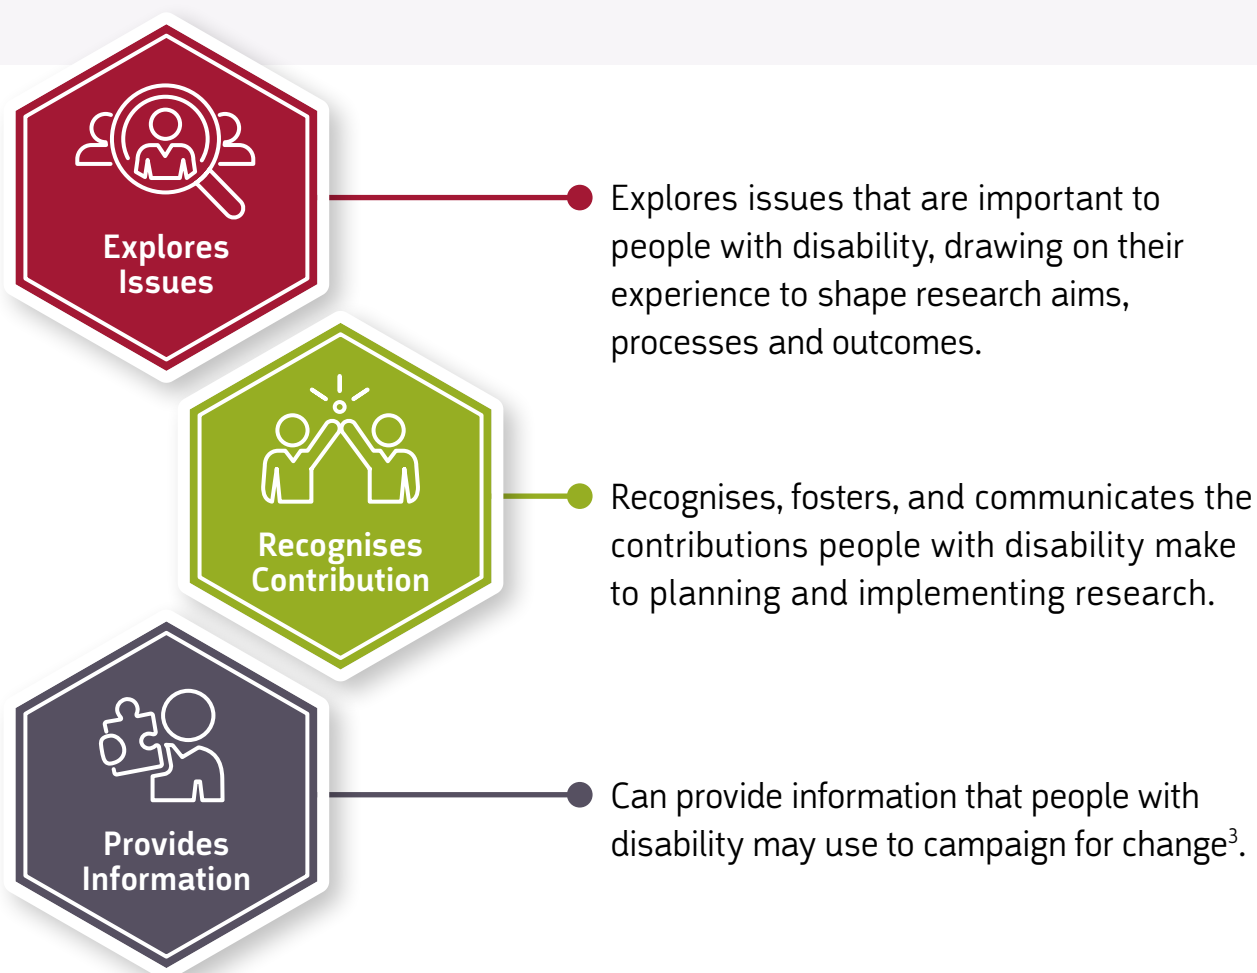 Explores
Issues
Explores issues that are important to
people with disability, drawing on their
experience to shape research aims,
processes and outcomes.
Recognises
Contribution
Recognises, fosters, and communicates the
contributions people with disability make
to planning and implementing research.
Provides
Information
Can provide information that people with
disability may use to campaign for change³.